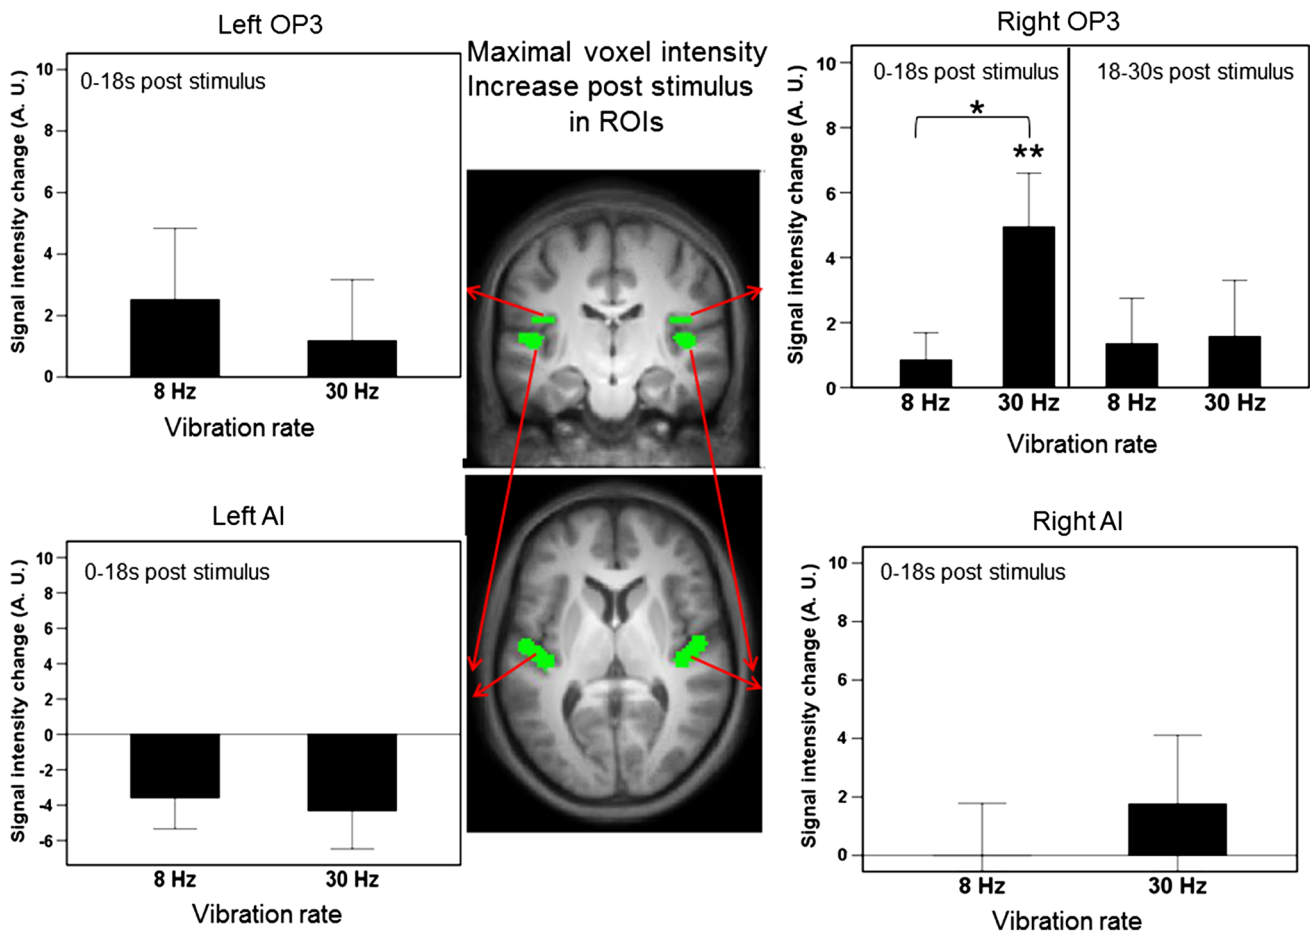 Left OP3
0-18s post stimulus
Signal intensity change (A. U.)
10
8
6
4
2
0
8 Hz 30 Hz
Vibration rate
Maximal voxel intensity
Increase post stimulus
in ROIs
Right OP3
0-18s post stimulus 18-30s post stimulus
Signal intensity change (A. U.)
10
8
6
4
2
0
*
**
8 Hz 30 Hz 8 Hz 30 Hz
Vibration rate
Left AI
0-18s post stimulus
Signal intensity change (A. U.)
10
8
6
4
2
0
-2
-4
-6
8 Hz 30 Hz
Vibration rate
Right AI
0-18s post stimulus
Signal intensity change (A. U.)
10
8
6
4
2
0
8 Hz 30 Hz
Vibration rate